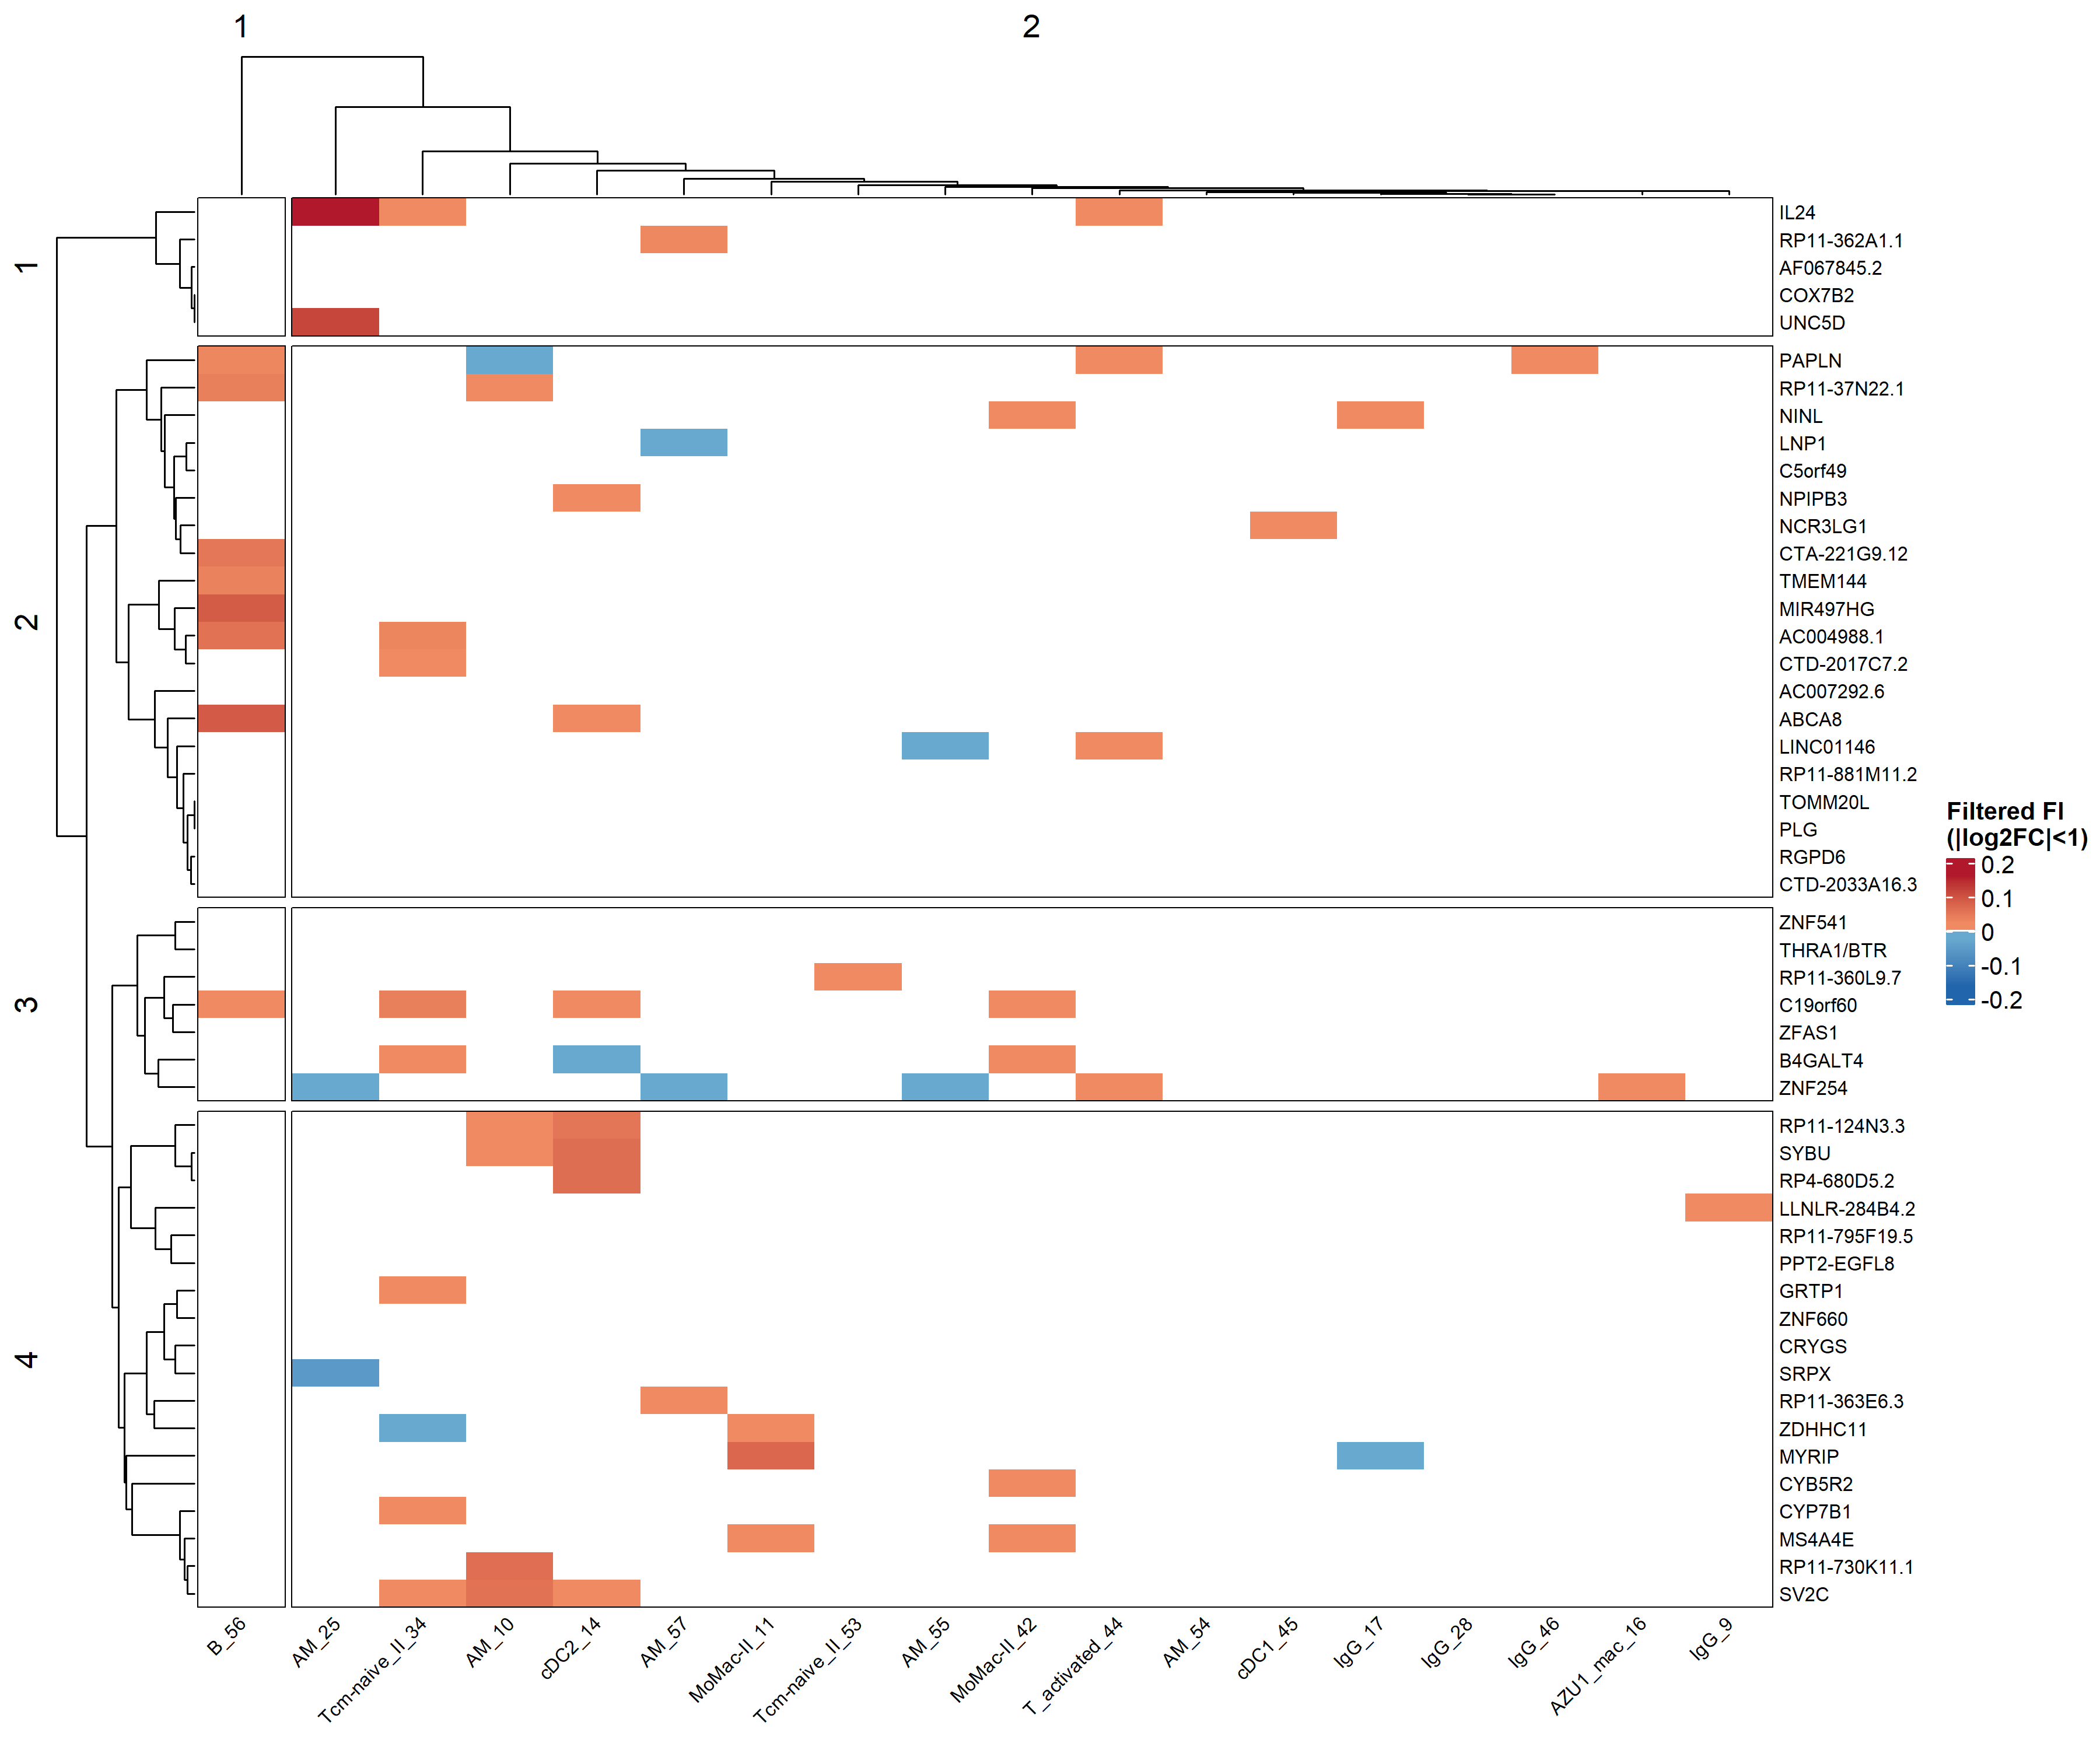 1
2
1
2
3
4
IL24
RP11-362A1.1
AF067845.2
COX7B2
UNC5D
PAPLN
RP11-37N22.1
NINL
LNP1
C5orf49
NPIPB3
NCR3LG1
CTA-221G9.12
TMEM144
MIR497HG
AC004988.1
CTD-2017C7.2
AC007292.6
ABCA8
LINC01146
RP11-881M11.2
TOMM20L
PLG
RGPD6
CTD-2033A16.3
ZNF541
THRA1/BTR
RP11-360L9.7
C19orf60
ZFAS1
B4GALT4
ZNF254
RP11-124N3.3
SYBU
RP4-680D5.2
LLNLR-284B4.2
RP11-795F19.5
PPT2-EGFL8
GRTP1
ZNF660
CRYGS
SRPX
RP11-363E6.3
ZDHHC11
MYRIP
CYB5R2
CYP7B1
MS4A4E
RP11-730K11.1
SV2C
Filtered FI
(|log2FC|<1)
0.2
0.1
0
-0.1
-0.2
B_56
AM_25
Tcm-naive_II_34
AM_10
cDC2_14
AM_57
MoMac-II_11
Tcm-naive_II_53
AM_55
MoMac-II_42
T_activated_44
AM_54
cDC1_45
IgG_17
IgG_28
IgG_46
AZU1_mac_16
IgG_9